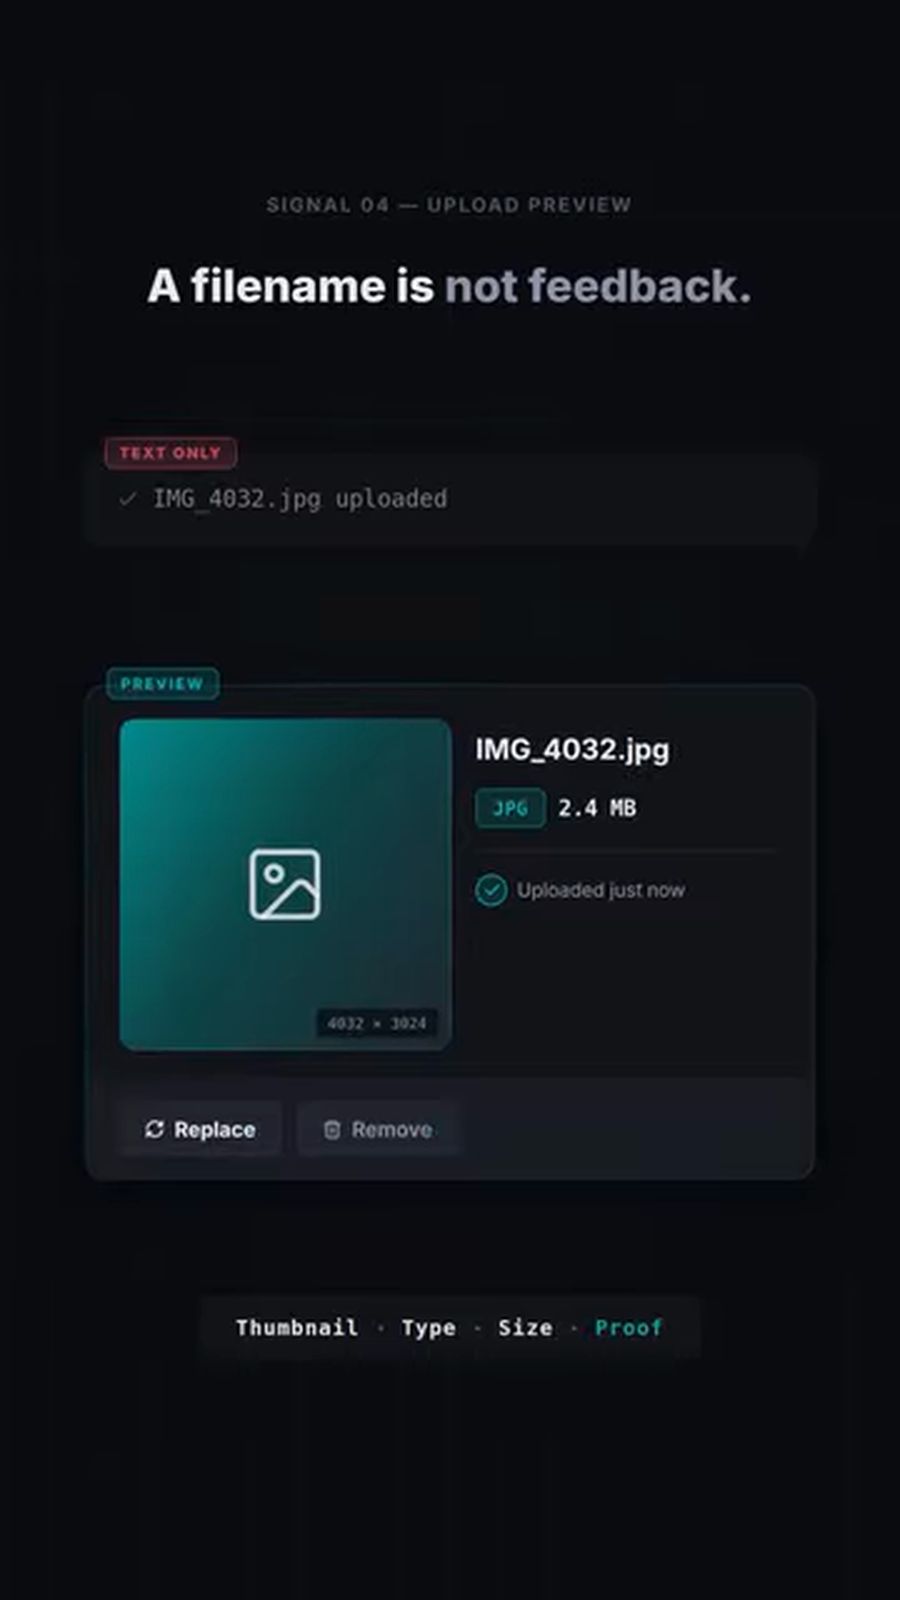 SIGNAL 04 — UPLOAD PREVIEW
A filename is not feedback.
TEXT ONLY
✓ IMG_4032.jpg uploaded
PREVIEW
IMG_4032.jpg
JPG 2.4 MB
Uploaded just now
4032 × 3024
Replace Remove
Thumbnail · Type · Size · Proof